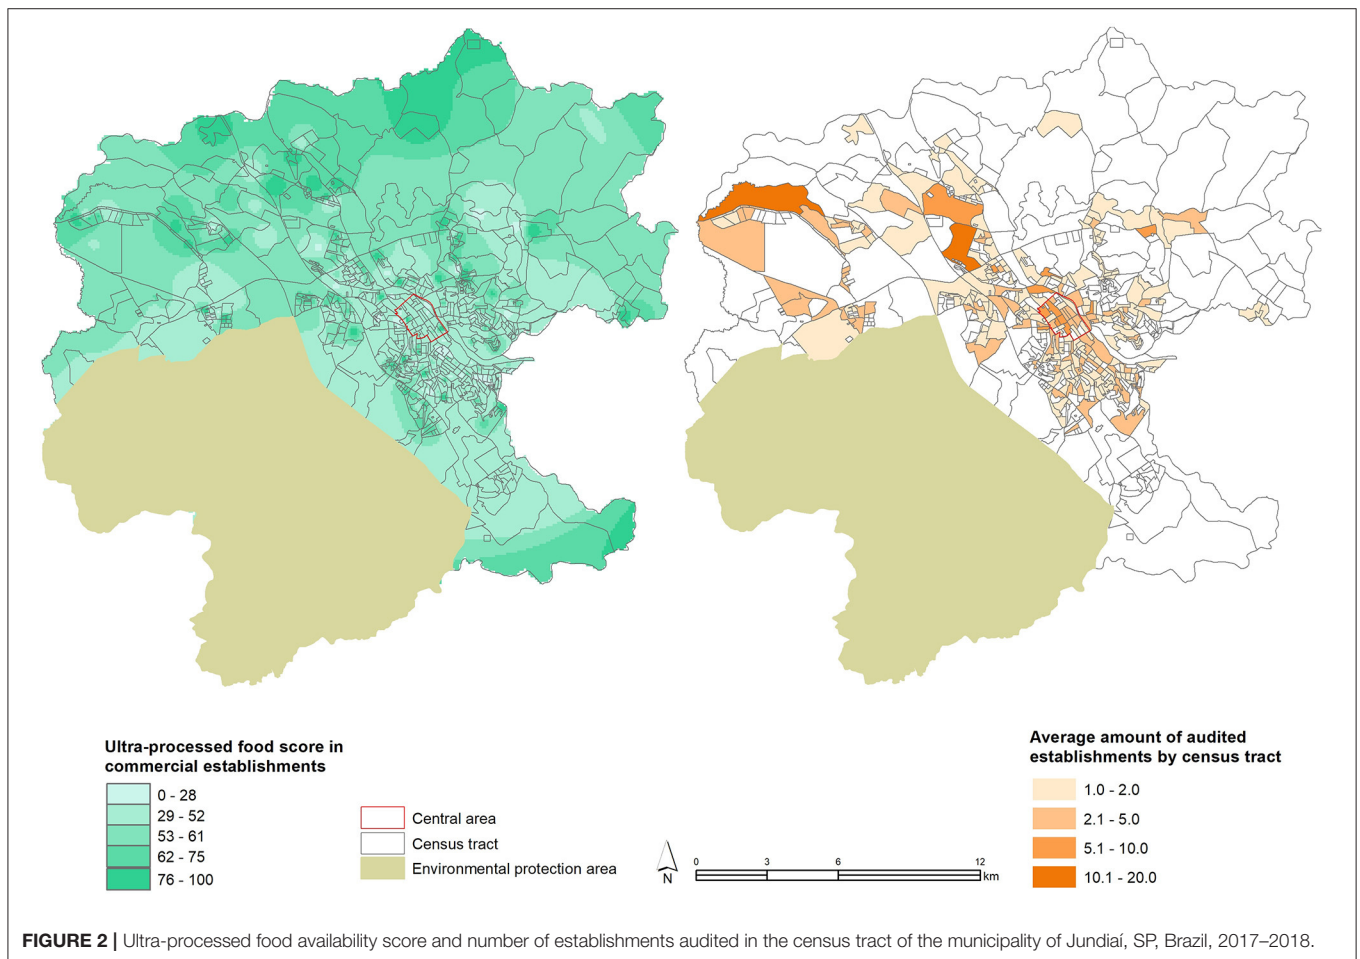 Ultra-processed food score in
commercial establishments
0 - 28
29 - 52
53 - 61
62 - 75
76 - 100
Central area
Census tract
Environmental protection area
N
0 3 6 12
km
Average amount of audited
establishments by census tract
1.0 - 2.0
2.1 - 5.0
5.1 - 10.0
10.1 - 20.0
FIGURE 2 | Ultra-processed food availability score and number of establishments audited in the census tract of the municipality of Jundiaí, SP, Brazil, 2017–2018.